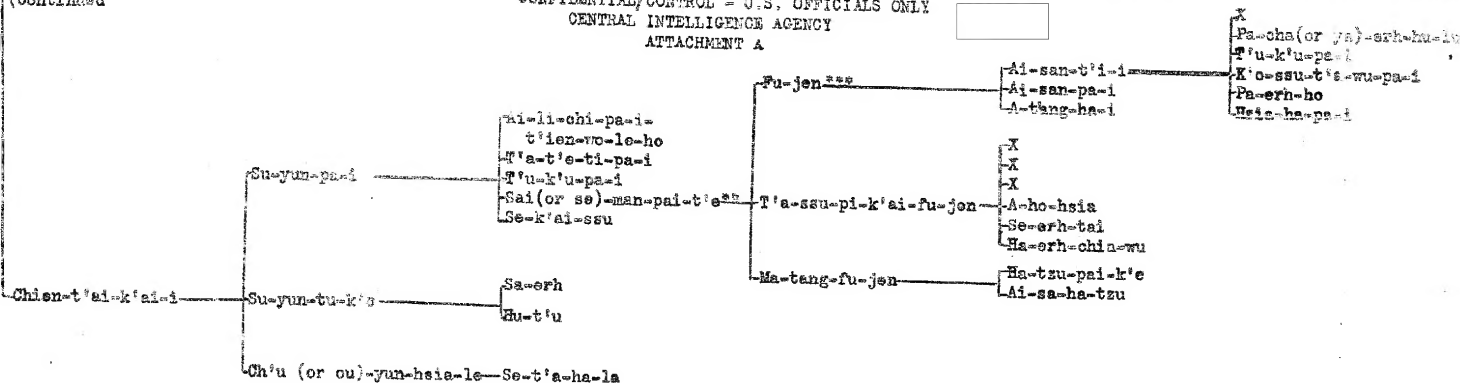 (continued
CONFIDENTIAL/CONTROL - U.S. OFFICIALS ONLY
CENTRAL INTELLIGENCE AGENCY
ATTACHMENT A
Chien-t'ai-k'ai-i
Su-yun-pa-i
Su-yun-tu-k'o
Ch'u (or ou)-yun-hsia-le—Se-t'a-ha-la
Ai-li-chi-pa-i-
t'ien-wo-le-ho
T'a-t'e-ti-pa-i
T'u-k'u-pa-i
Sai(or se)-man-pai-t'e**
Se-k'ai-ssu
Sa-erh
Hu-t'u
Fu-jen***
T'a-ssu-pi-k'ai-fu-jen
Ma-tang-fu-jen
Ai-san-t'i-i
Ai-san-pa-i
A-tang-ha-i
X
X
X
A-ho-hsia
Se-erh-tai
Ha-erh-chin-wu
Ha-tzu-pai-k'e
Ai-sa-ha-tzu
X
Pa-cha(or ya)-erh-hu-lu
T'u-k'u-pa-i
K'o-ssu-t'a-wu-pa-i
Pa-erh-ho
Hsia-ha-pa-i